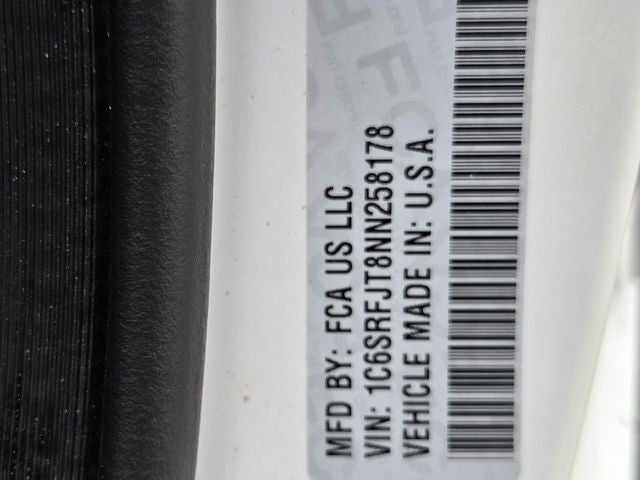 MFD BY: FCA US LLC
VIN: 1C6SRFJT8NN258178
VEHICLE MADE IN: U.S.A.